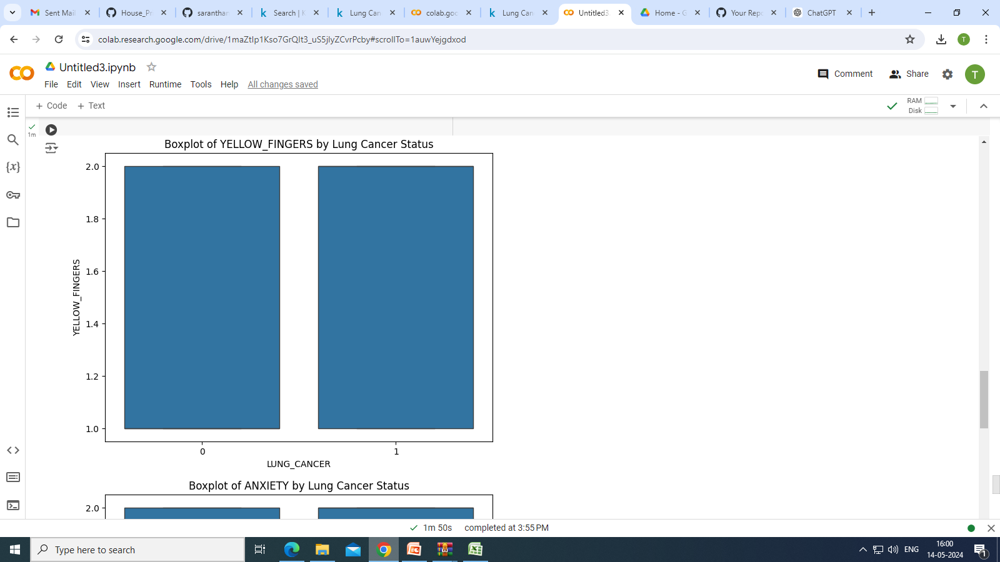 Sent Mail
House_Pr
saranthan
Search | K
Lung Can
colab.goo
Lung Can
Untitled3
Home - G
Your Repo
ChatGPT
colab.research.google.com/drive/1maZtIp1Kso7GrQIt3_uS5jlyZCvrPcby#scrollTo=1auwYejgdxod
T
Untitled3.ipynb
File Edit View Insert Runtime Tools Help All changes saved
Comment
Share
T
+ Code + Text
RAM
Disk
{x}
1m
Boxplot of YELLOW_FINGERS by Lung Cancer Status
2.0
1.8
1.6
1.4
1.2
1.0
YELLOW_FINGERS
0 1
LUNG_CANCER
Boxplot of ANXIETY by Lung Cancer Status
2.0
1m 50s completed at 3:55 PM
Type here to search
ENG
16:00
14-05-2024
1